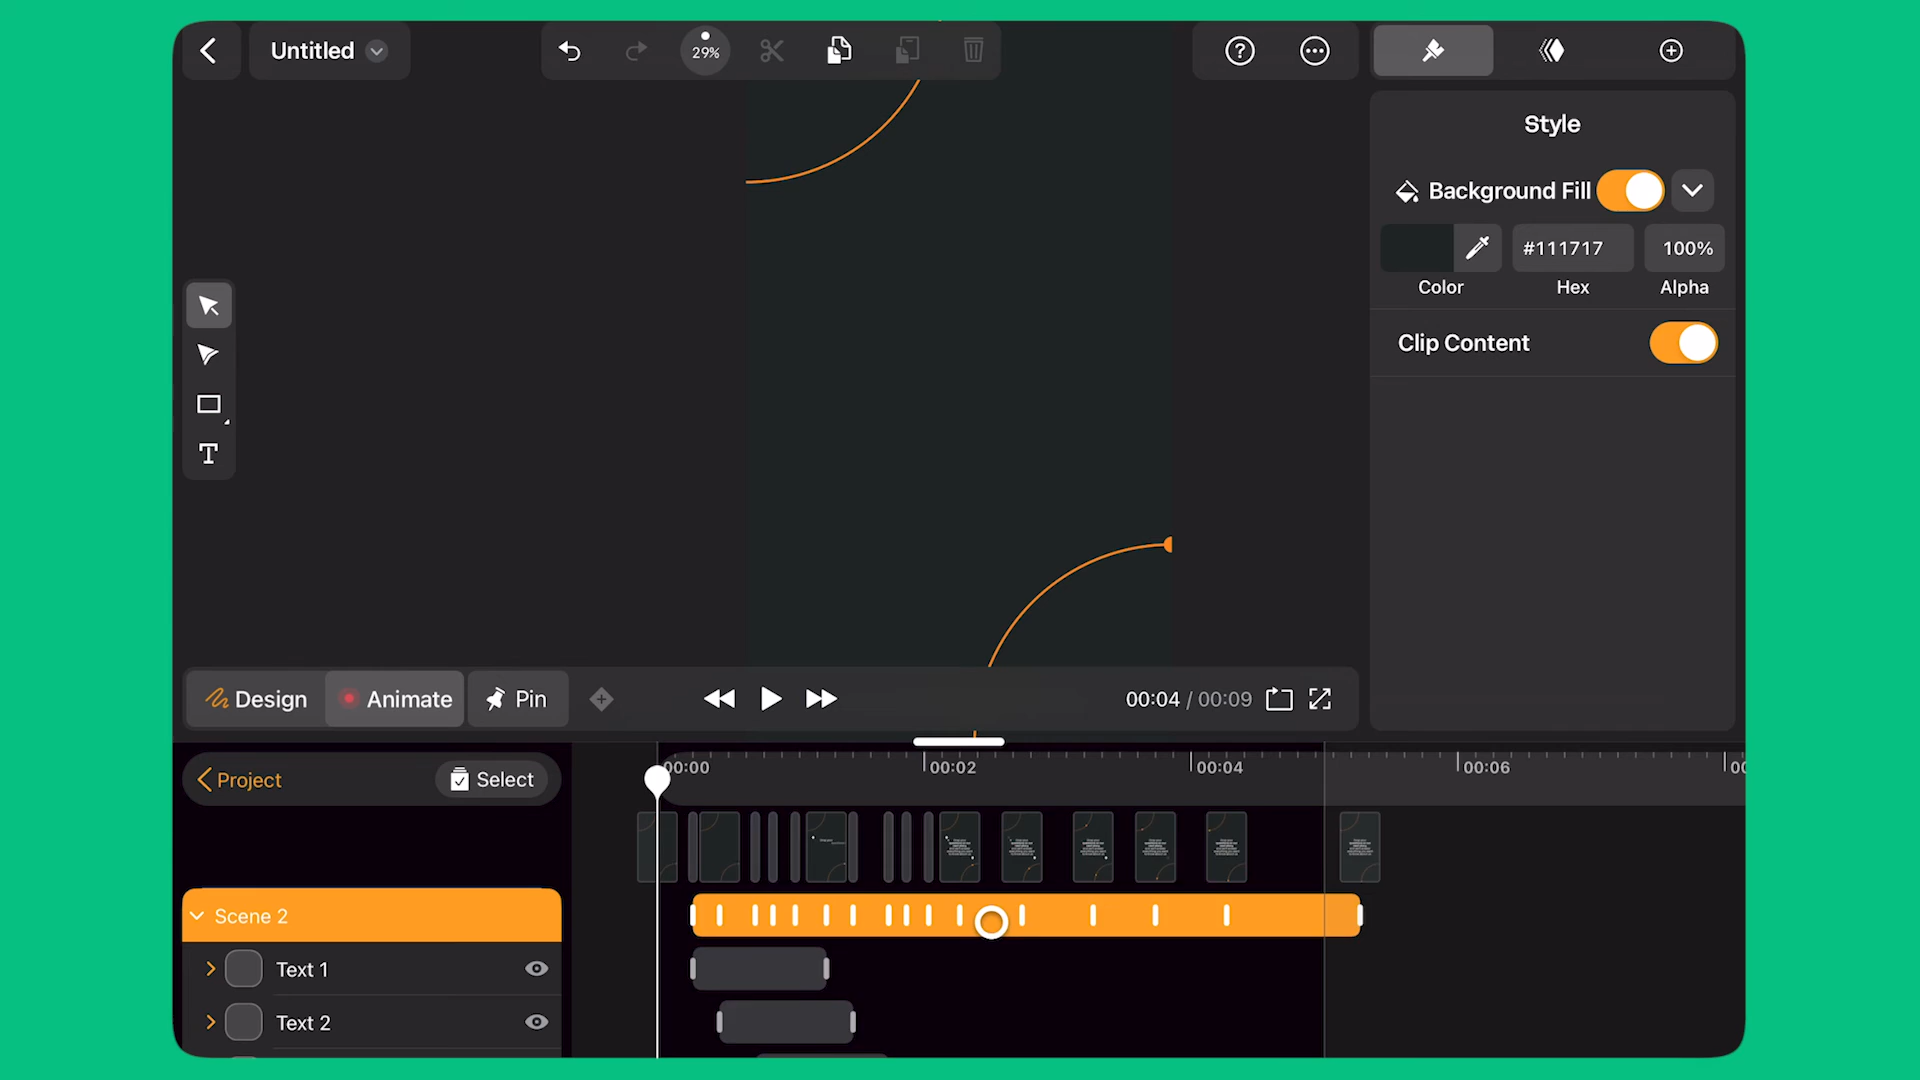 Untitled
29%
Style
Background Fill
#111717
100%
Color
Hex
Alpha
Clip Content
T
Design
Animate
Pin
00:04 / 00:09
Project
Select
00:00
00:02
00:04
00:06
Scene 2
Text 1
Text 2